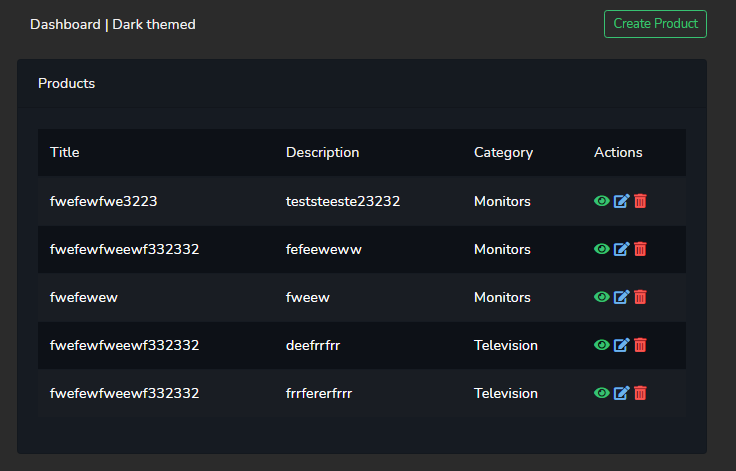 Dashboard | Dark themed
Create Product
Products
Title Description Category Actions
fwefewfwe3223 teststeeste23232 Monitors
fwefewfweewf332332 fefeeweww Monitors
fwefewew fweew Monitors
fwefewfweewf332332 deefrrfrr Television
fwefewfweewf332332 frrfererfrrr Television